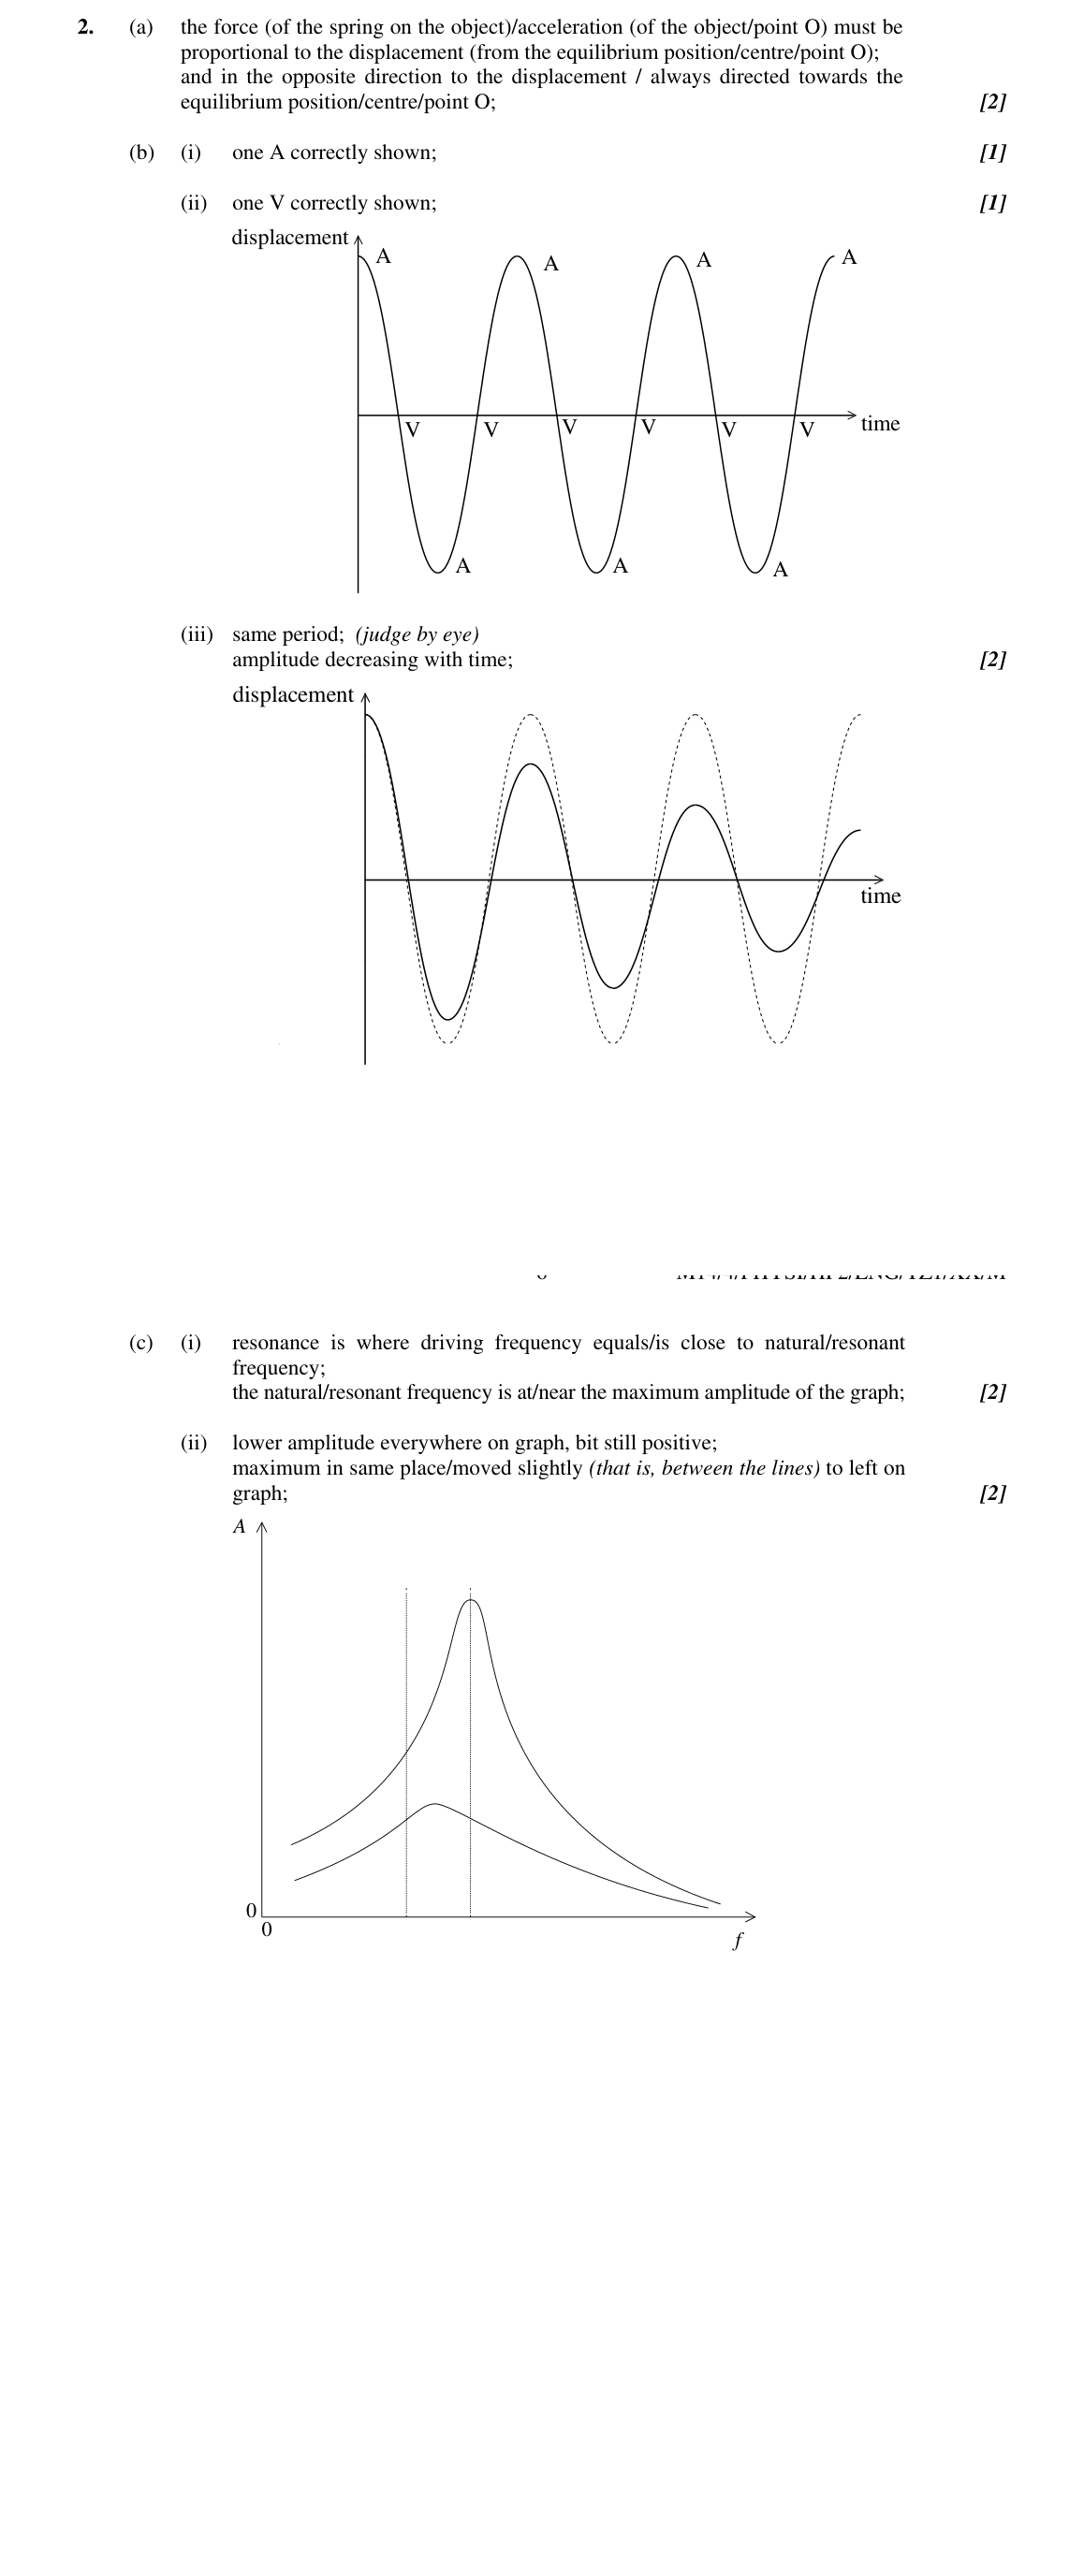 2. (a) the force (of the spring on the object)/acceleration (of the object/point O) must be
proportional to the displacement (from the equilibrium position/centre/point O);
and in the opposite direction to the displacement / always directed towards the
equilibrium position/centre/point O; [2]
(b) (i) one A correctly shown; [1]
(ii) one V correctly shown; [1]
displacement
A A A A
V V V V V V time
A A A
(iii) same period; (judge by eye)
amplitude decreasing with time; [2]
displacement
time
(c) (i) resonance is where driving frequency equals/is close to natural/resonant
frequency;
the natural/resonant frequency is at/near the maximum amplitude of the graph; [2]
(ii) lower amplitude everywhere on graph, bit still positive;
maximum in same place/moved slightly (that is, between the lines) to left on
graph; [2]
A
0
0
f